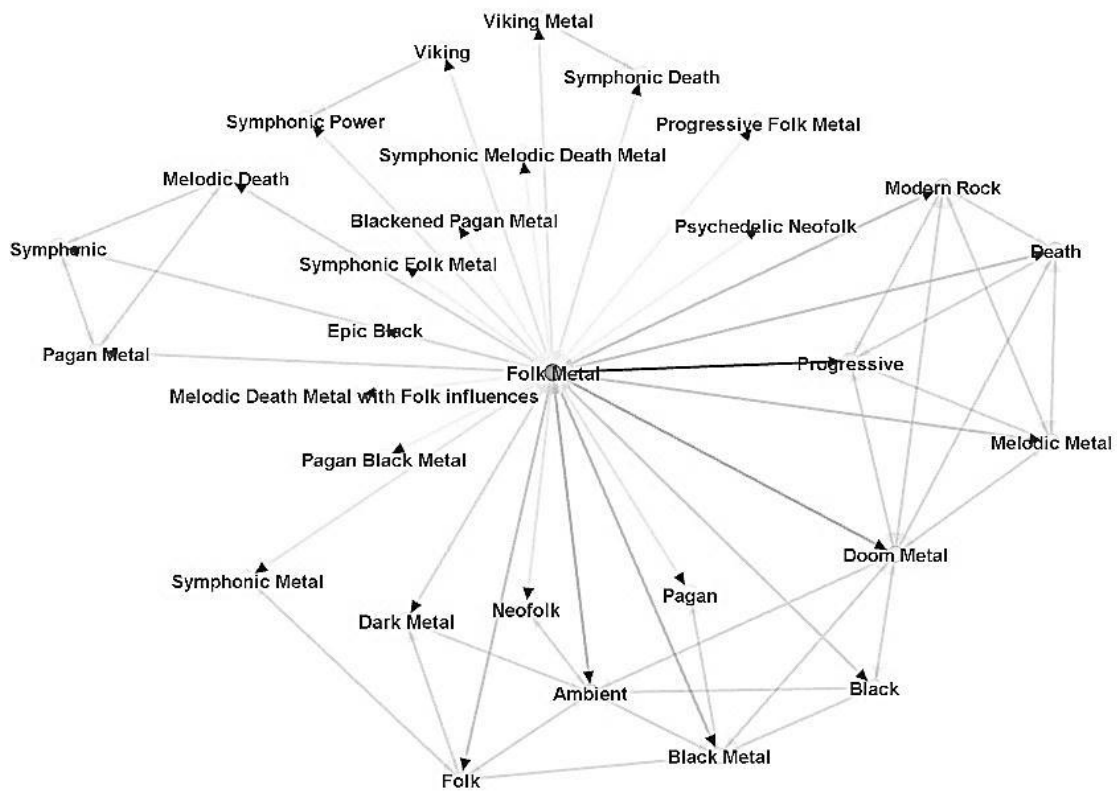 Viking Metal
Viking
Symphonic Death
Symphonic Power
Progressive Folk Metal
Symphonic Melodic Death Metal
Melodic Death
Modern Rock
Blackened Pagan Metal
Psychedelic Neofolk
Symphonic
Death
Symphonic Folk Metal
Epic Black
Pagan Metal
Progressive
Folk Metal
Melodic Death Metal with Folk influences
Melodic Metal
Pagan Black Metal
Doom Metal
Symphonic Metal
Pagan
Neofolk
Dark Metal
Black
Ambient
Black Metal
Folk